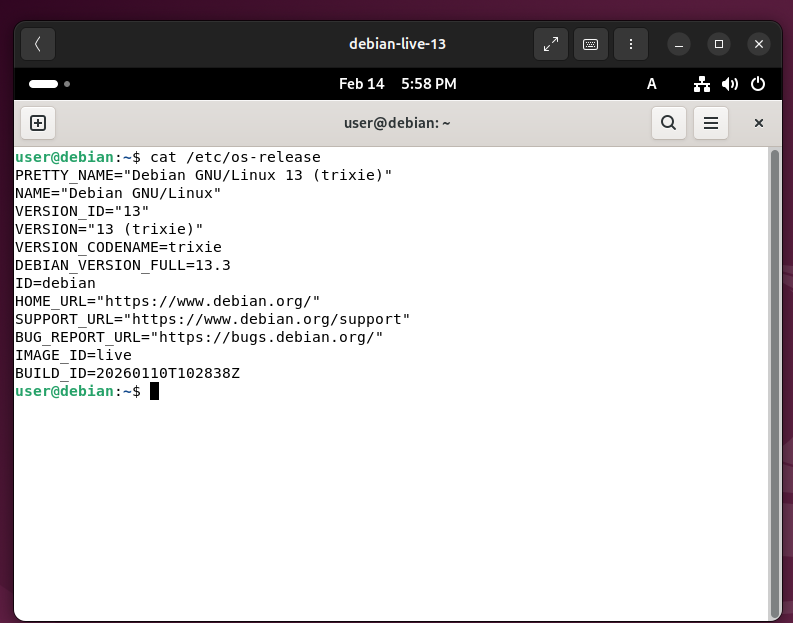 debian-live-13
Feb 14 5:58 PM A
user@debian: ~
user@debian:~$ cat /etc/os-release
PRETTY_NAME="Debian GNU/Linux 13 (trixie)"
NAME="Debian GNU/Linux"
VERSION_ID="13"
VERSION="13 (trixie)"
VERSION_CODENAME=trixie
DEBIAN_VERSION_FULL=13.3
ID=debian
HOME_URL="https://www.debian.org/"
SUPPORT_URL="https://www.debian.org/support"
BUG_REPORT_URL="https://bugs.debian.org/"
IMAGE_ID=live
BUILD_ID=20260110T102838Z
user@debian:~$